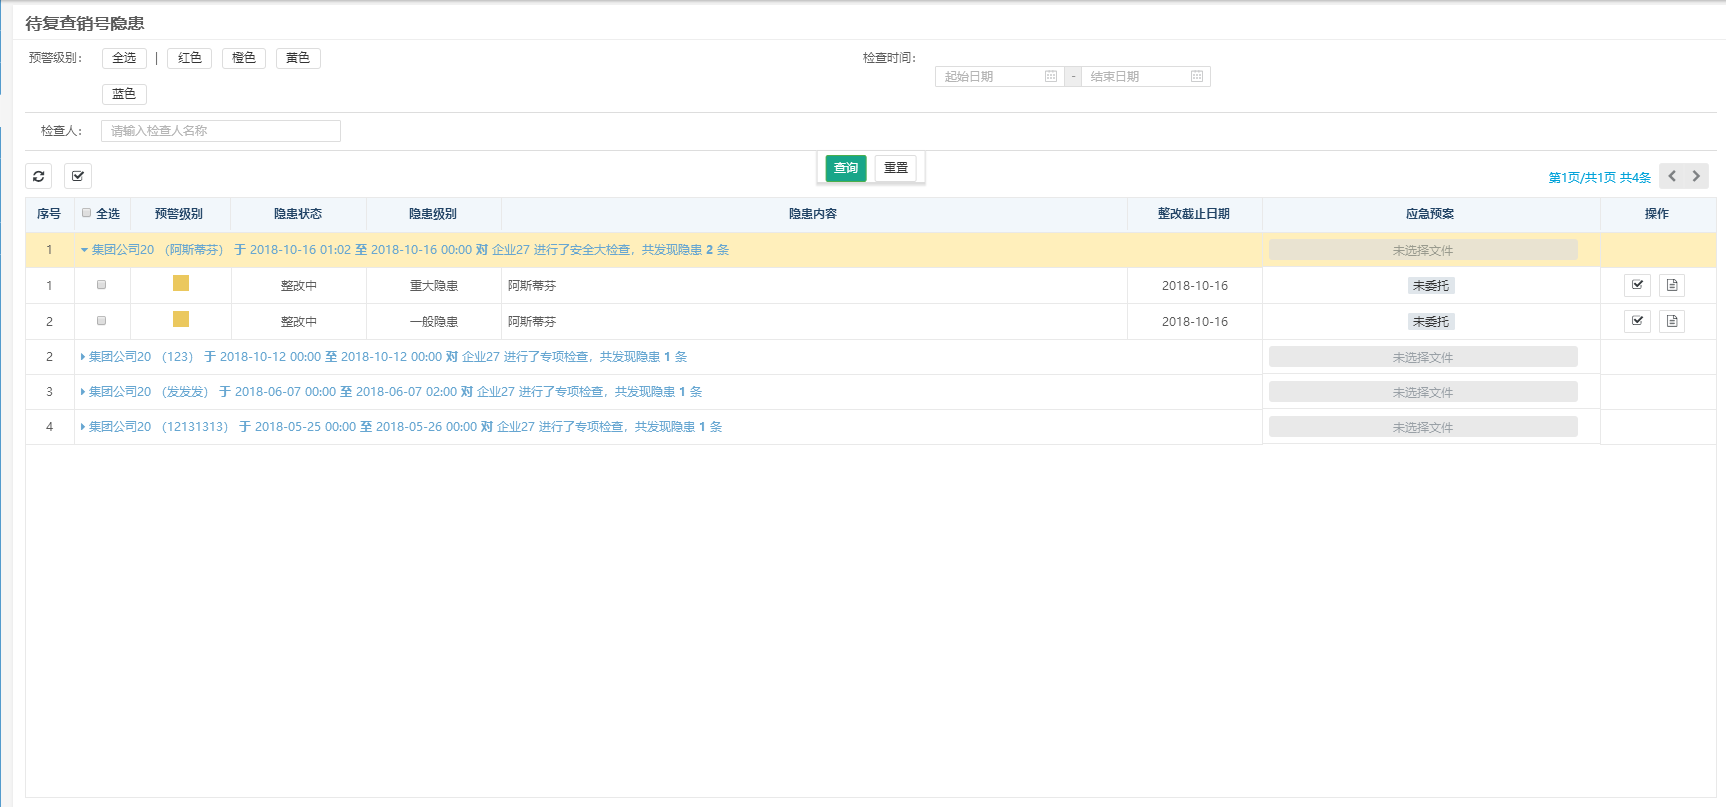 待复查销号隐患
预警级别： 全选 | 红色 橙色 黄色 检查时间：
起始日期 - 结束日期
蓝色
检查人： 请输入检查人名称
查询 重置
第1页/共1页 共4条
序号 全选 预警级别 隐患状态 隐患级别 隐患内容 整改截止日期 应急预案 操作
1 集团公司20 （阿斯蒂芬） 于 2018-10-16 01:02 至 2018-10-16 00:00 对 企业27 进行了安全大检查，共发现隐患 2 条 未选择文件
1 整改中 重大隐患 阿斯蒂芬 2018-10-16 未委托
2 整改中 一般隐患 阿斯蒂芬 2018-10-16 未委托
2 集团公司20 （123） 于 2018-10-12 00:00 至 2018-10-12 00:00 对 企业27 进行了专项检查，共发现隐患 1 条 未选择文件
3 集团公司20 （发发发） 于 2018-06-07 00:00 至 2018-06-07 02:00 对 企业27 进行了专项检查，共发现隐患 1 条 未选择文件
4 集团公司20 （12131313） 于 2018-05-25 00:00 至 2018-05-26 00:00 对 企业27 进行了专项检查，共发现隐患 1 条 未选择文件